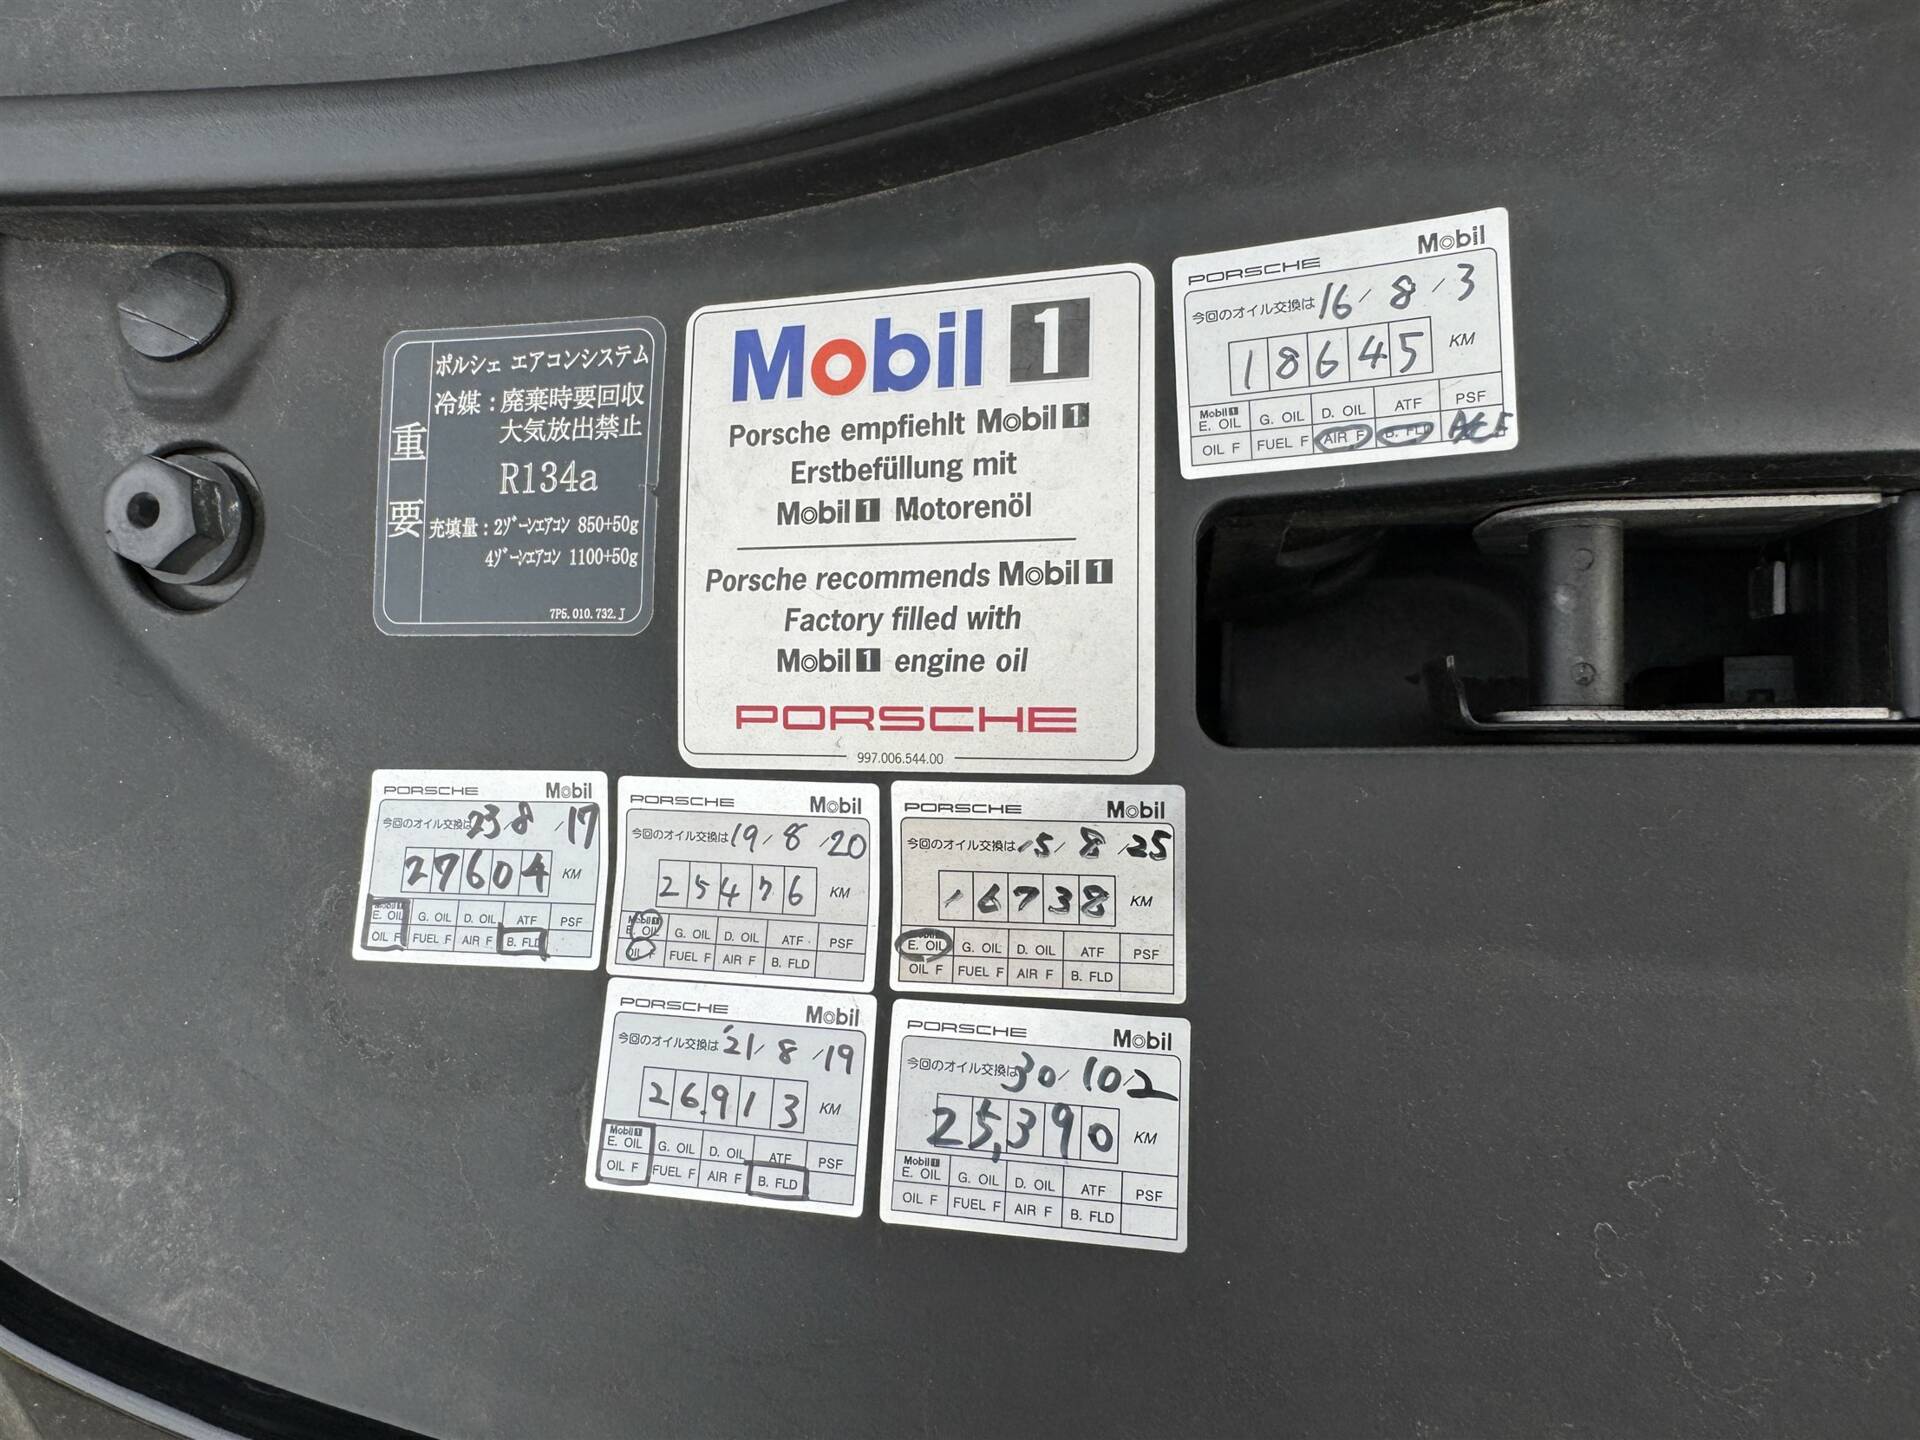 ポルシェ エアコンシステム
重要
冷媒：廃棄時要回収
大気放出禁止
R134a
充填量：2ゾーンエアコン 850+50g
4ゾーンエアコン 1100+50g
7P5.010.732.J
Mobil 1
Porsche empfiehlt Mobil 1
Erstbefüllung mit
Mobil 1 Motorenöl
Porsche recommends Mobil 1
Factory filled with
Mobil 1 engine oil
PORSCHE
997.006.544.00
PORSCHE Mobil
今回のオイル交換は 16/8/3
18645 KM
Mobil 1
E. OIL G. OIL D. OIL ATF PSF
OIL F FUEL F AIR F B. FLD
PORSCHE Mobil
今回のオイル交換は 23/8/17
27604 KM
Mobil 1
E. OIL G. OIL D. OIL ATF PSF
OIL F FUEL F AIR F B. FLD
PORSCHE Mobil
今回のオイル交換は 19/8/20
25476 KM
Mobil 1
E. OIL G. OIL D. OIL ATF PSF
OIL F FUEL F AIR F B. FLD
PORSCHE Mobil
今回のオイル交換は 15/8/25
16738 KM
E. OIL G. OIL D. OIL ATF PSF
OIL F FUEL F AIR F B. FLD
PORSCHE Mobil
今回のオイル交換は '21/8/19
26.913 KM
Mobil 1
E. OIL G. OIL D. OIL ATF PSF
OIL F FUEL F AIR F B. FLD
PORSCHE Mobil
今回のオイル交換は 30/10/2
25,390 KM
Mobil 1
E. OIL G. OIL D. OIL ATF PSF
OIL F FUEL F AIR F B. FLD